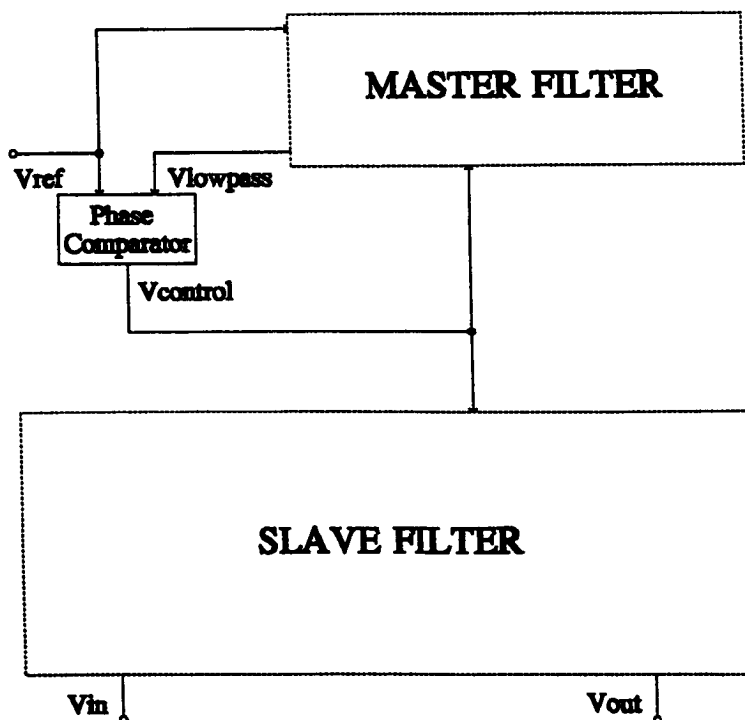 MASTER FILTER
Vref
Vlowpass
Phase
Comparator
Vcontrol
SLAVE FILTER
Vin
Vout